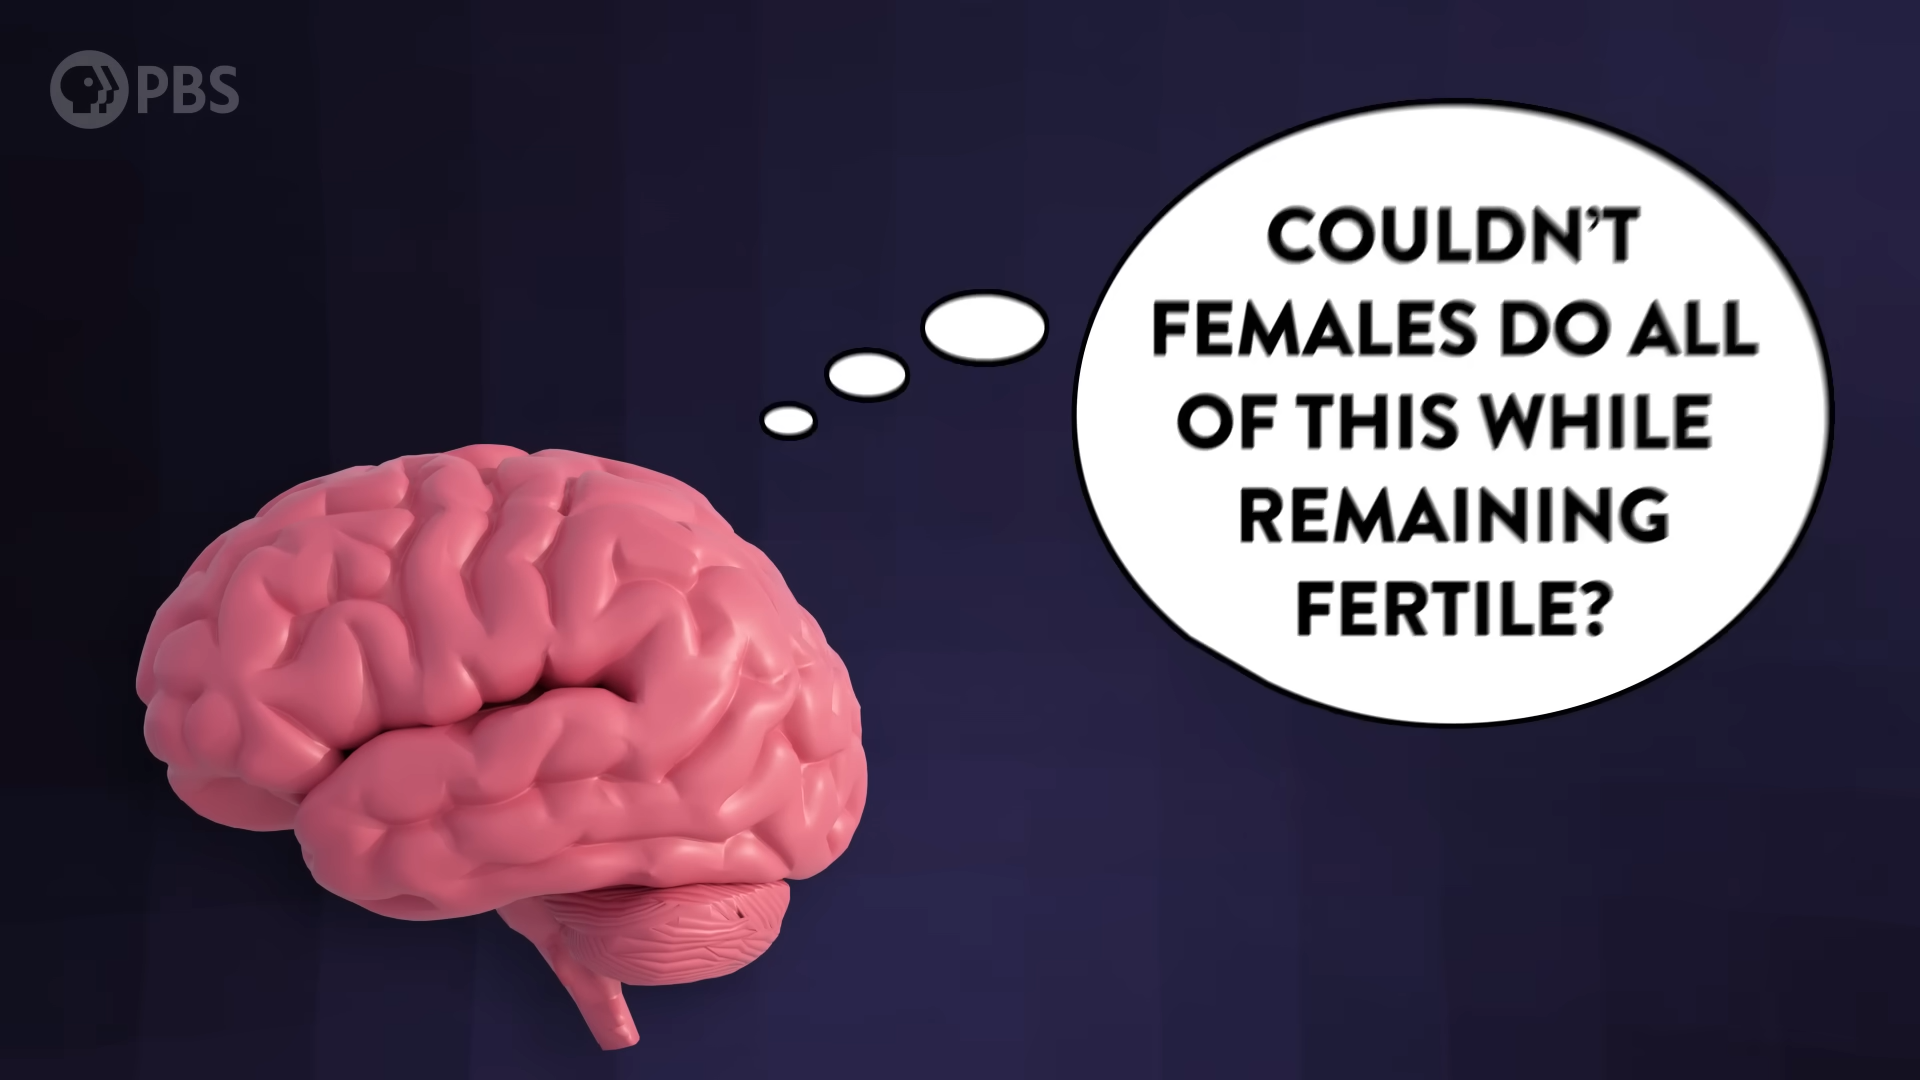 PBS
COULDN'T
FEMALES DO ALL
OF THIS WHILE
REMAINING
FERTILE?